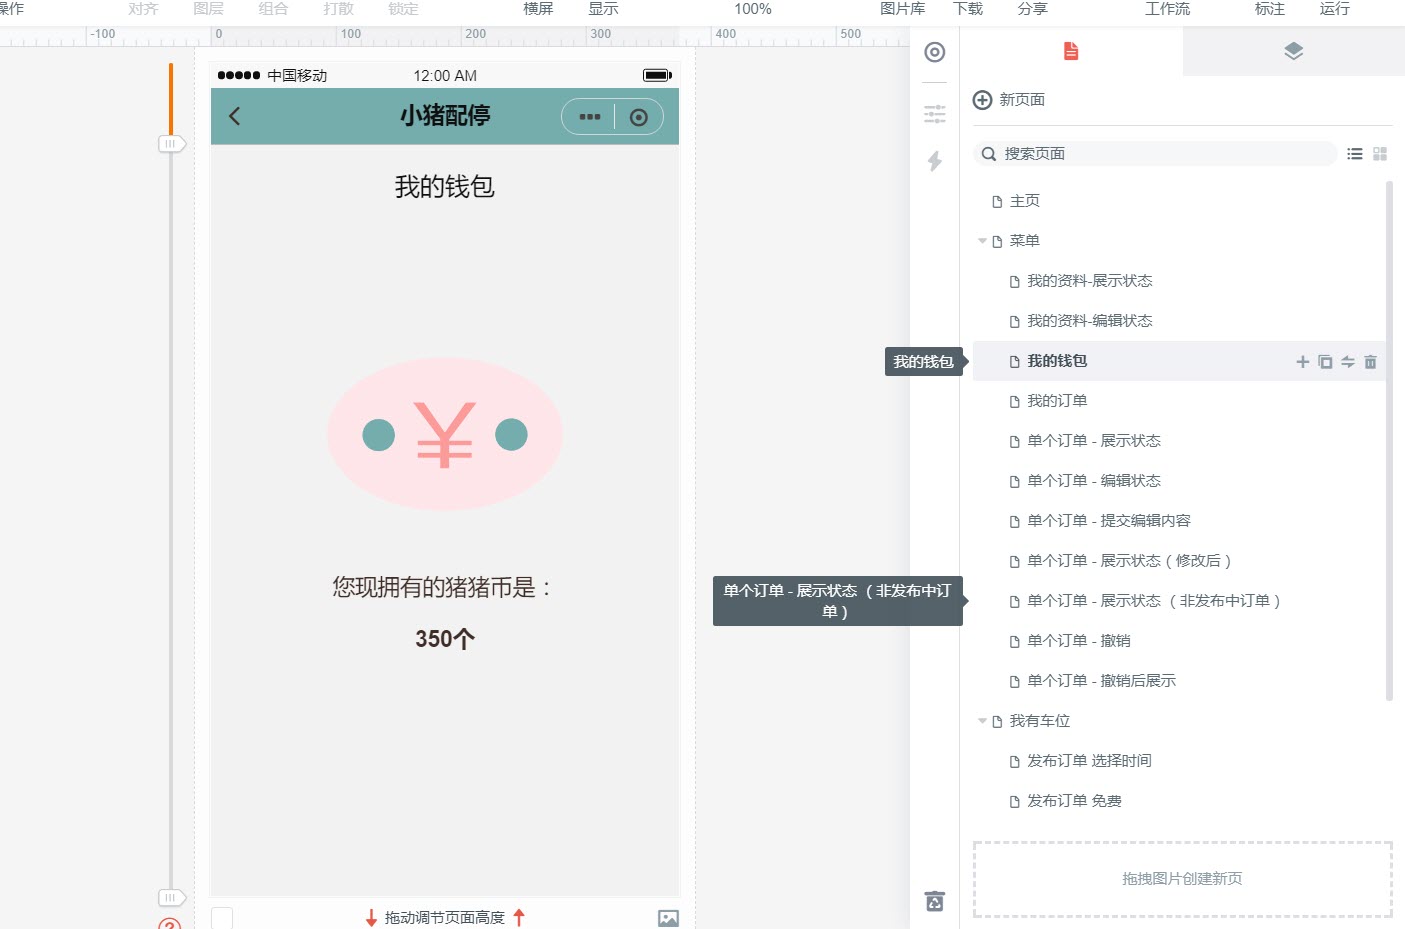 操作 对齐 图层 组合 打散 锁定 横屏 显示 100% 图片库 下载 分享 工作流 标注 运行
-100 0 100 200 300 400 500
中国移动 12:00 AM
小猪配停
我的钱包
¥
您现拥有的猪猪币是：
350个
拖动调节页面高度
新页面
搜索页面
主页
菜单
我的资料-展示状态
我的资料-编辑状态
我的钱包
我的钱包
我的订单
单个订单 - 展示状态
单个订单 - 编辑状态
单个订单 - 提交编辑内容
单个订单 - 展示状态（修改后）
单个订单 - 展示状态 （非发布中订
单）
单个订单 - 展示状态 （非发布中订单）
单个订单 - 撤销
单个订单 - 撤销后展示
我有车位
发布订单 选择时间
发布订单 免费
拖拽图片创建新页